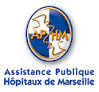 AP/HM
Assistance Publique
Hôpitaux de Marseille